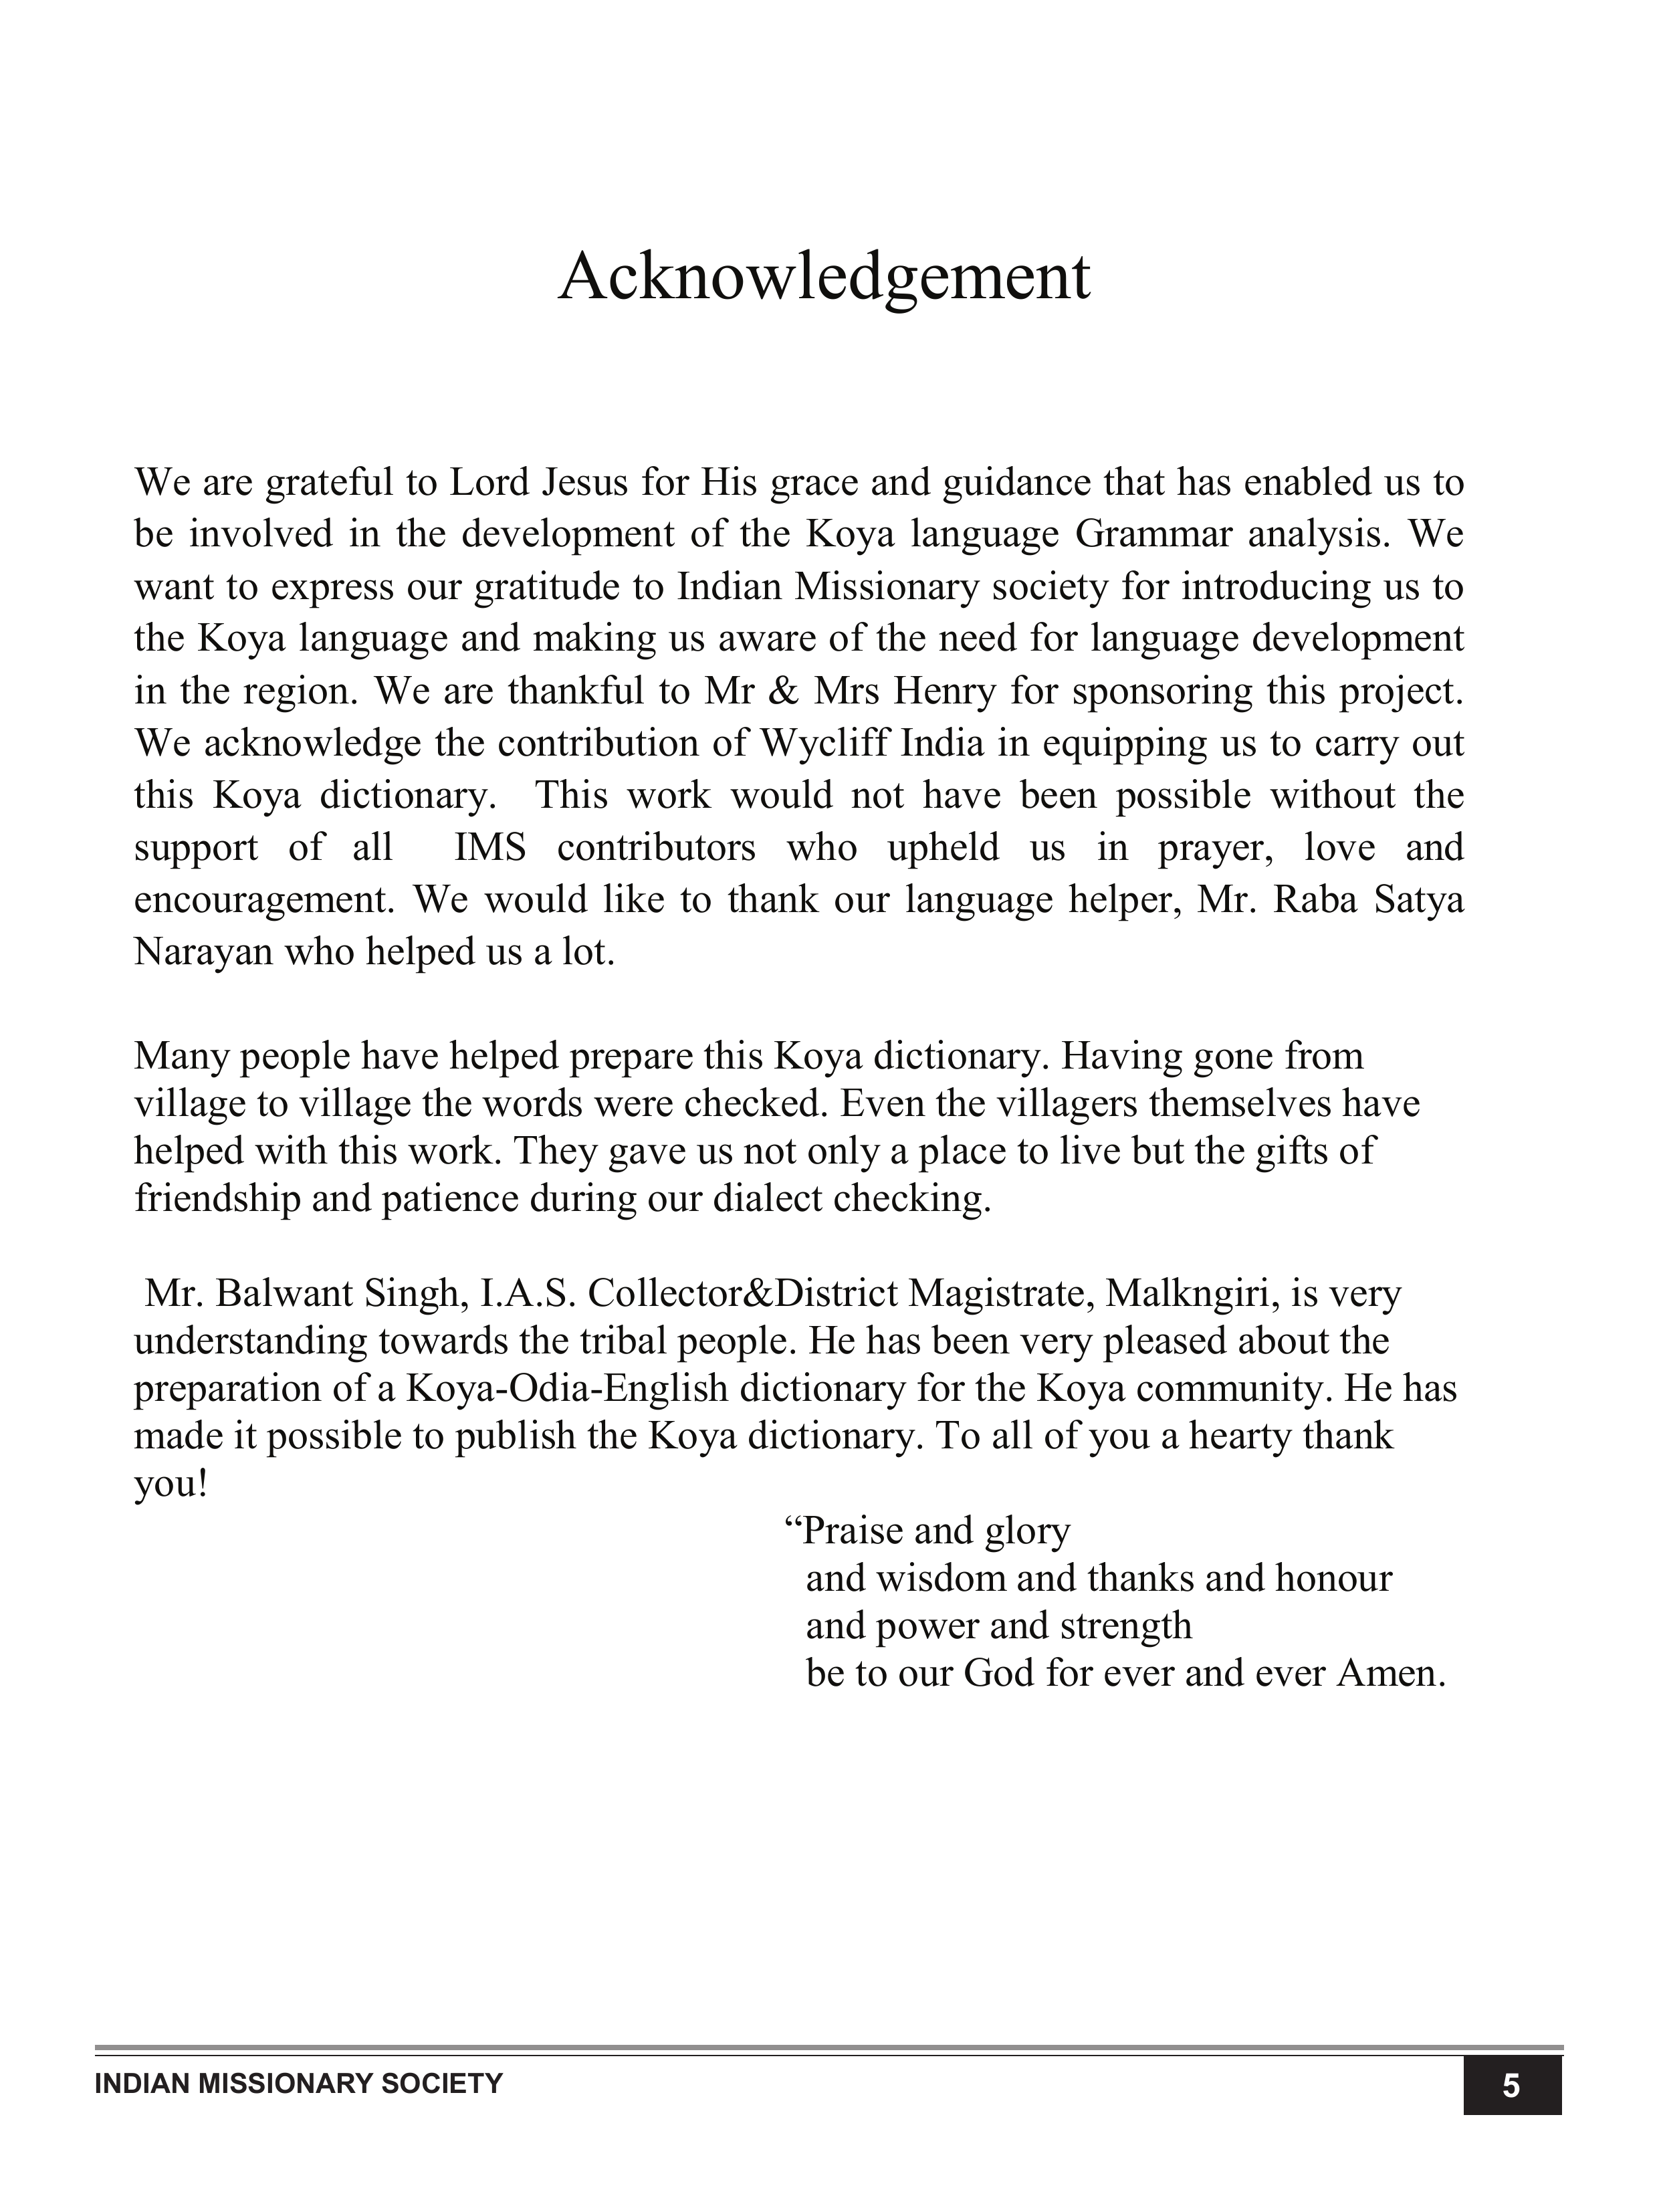 Acknowledgement
We are grateful to Lord Jesus for His grace and guidance that has enabled us to
be involved in the development of the Koya language Grammar analysis. We
want to express our gratitude to Indian Missionary society for introducing us to
the Koya language and making us aware of the need for language development
in the region. We are thankful to Mr & Mrs Henry for sponsoring this project.
We acknowledge the contribution of Wycliff India in equipping us to carry out
this Koya dictionary. This work would not have been possible without the
support of all IMS contributors who upheld us in prayer, love and
encouragement. We would like to thank our language helper, Mr. Raba Satya
Narayan who helped us a lot.
Many people have helped prepare this Koya dictionary. Having gone from
village to village the words were checked. Even the villagers themselves have
helped with this work. They gave us not only a place to live but the gifts of
friendship and patience during our dialect checking.
Mr. Balwant Singh, I.A.S. Collector&District Magistrate, Malkngiri, is very
understanding towards the tribal people. He has been very pleased about the
preparation of a Koya-Odia-English dictionary for the Koya community. He has
made it possible to publish the Koya dictionary. To all of you a hearty thank
you!
“Praise and glory
and wisdom and thanks and honour
and power and strength
be to our God for ever and ever Amen.
INDIAN MISSIONARY SOCIETY
5